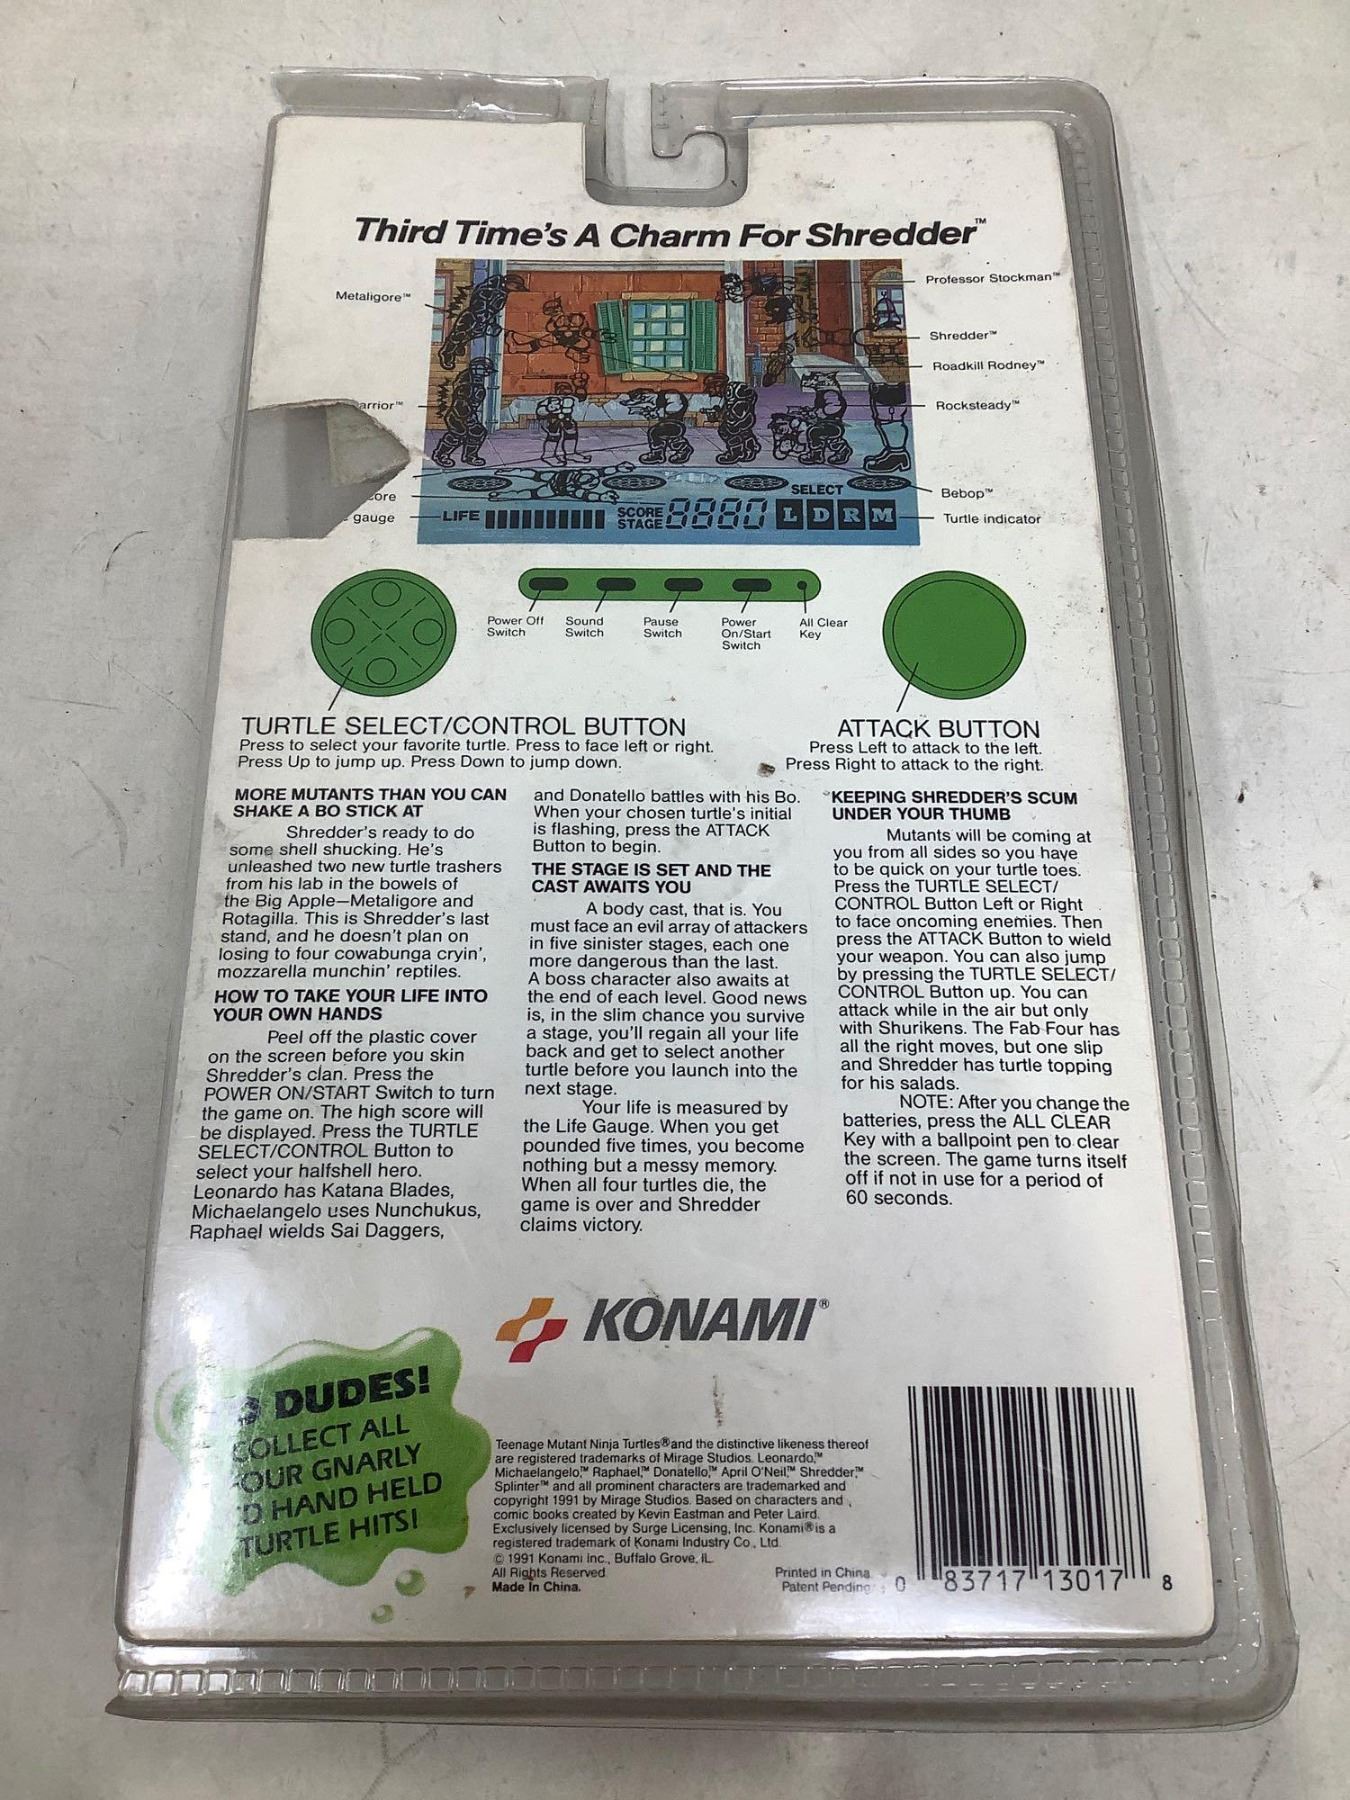 Third Time's A Charm For Shredder™
Metaligore™
Professor Stockman™
Shredder™
Roadkill Rodney™
Rocksteady™
Bebop™
gauge
Turtle indicator
SELECT
LIFE
SCORE
STAGE
8880
L D R M
Power Off
Switch
Sound
Switch
Pause
Switch
Power
On/Start
Switch
All Clear
Key
TURTLE SELECT/CONTROL BUTTON
Press to select your favorite turtle. Press to face left or right.
Press Up to jump up. Press Down to jump down.
ATTACK BUTTON
Press Left to attack to the left.
Press Right to attack to the right.
MORE MUTANTS THAN YOU CAN
SHAKE A BO STICK AT
Shredder's ready to do
some shell shucking. He's
unleashed two new turtle trashers
from his lab in the bowels of
the Big Apple—Metaligore and
Rotagilla. This is Shredder's last
stand, and he doesn't plan on
losing to four cowabunga cryin',
mozzarella munchin' reptiles.
HOW TO TAKE YOUR LIFE INTO
YOUR OWN HANDS
Peel off the plastic cover
on the screen before you skin
Shredder's clan. Press the
POWER ON/START Switch to turn
the game on. The high score will
be displayed. Press the TURTLE
SELECT/CONTROL Button to
select your halfshell hero.
Leonardo has Katana Blades,
Michaelangelo uses Nunchukus,
Raphael wields Sai Daggers,
and Donatello battles with his Bo.
When your chosen turtle's initial
is flashing, press the ATTACK
Button to begin.
THE STAGE IS SET AND THE
CAST AWAITS YOU
A body cast, that is. You
must face an evil array of attackers
in five sinister stages, each one
more dangerous than the last.
A boss character also awaits at
the end of each level. Good news
is, in the slim chance you survive
a stage, you'll regain all your life
back and get to select another
turtle before you launch into the
next stage.
Your life is measured by
the Life Gauge. When you get
pounded five times, you become
nothing but a messy memory.
When all four turtles die, the
game is over and Shredder
claims victory.
KEEPING SHREDDER'S SCUM
UNDER YOUR THUMB
Mutants will be coming at
you from all sides so you have
to be quick on your turtle toes.
Press the TURTLE SELECT/
CONTROL Button Left or Right
to face oncoming enemies. Then
press the ATTACK Button to wield
your weapon. You can also jump
by pressing the TURTLE SELECT/
CONTROL Button up. You can
attack while in the air but only
with Shurikens. The Fab Four has
all the right moves, but one slip
and Shredder has turtle topping
for his salads.
NOTE: After you change the
batteries, press the ALL CLEAR
Key with a ballpoint pen to clear
the screen. The game turns itself
off if not in use for a period of
60 seconds.
KONAMI®
DUDES!
COLLECT ALL
GNARLY
HAND HELD
TURTLE HITS!
Teenage Mutant Ninja Turtles® and the distinctive likeness thereof
are registered trademarks of Mirage Studios. Leonardo,™
Michaelangelo,™ Raphael,™ Donatello,™ April O'Neil,™ Shredder,™
Splinter™ and all prominent characters are trademarked and
copyright 1991 by Mirage Studios. Based on characters and
comic books created by Kevin Eastman and Peter Laird.
Exclusively licensed by Surge Licensing, Inc. Konami® is a
registered trademark of Konami Industry Co., Ltd.
© 1991 Konami Inc., Buffalo Grove, IL
All Rights Reserved
Made In China.
Printed in China
Patent Pending
0 83717 13017 8